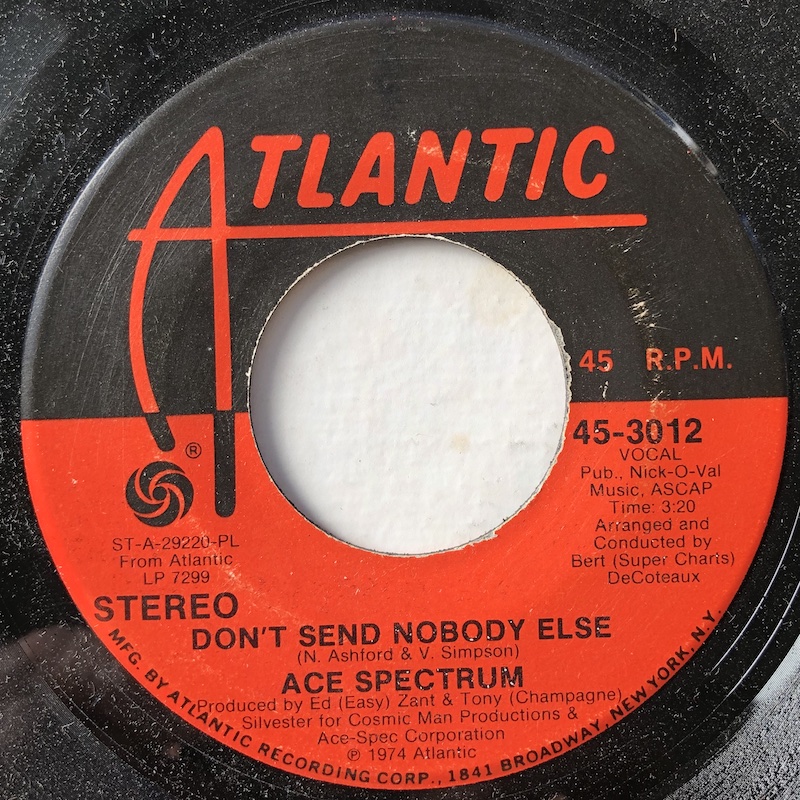 ATLANTIC
45 R.P.M.
45-3012
VOCAL
Pub., Nick-O-Val
Music, ASCAP
Time: 3:20
Arranged and
Conducted by
Bert (Super Charts)
DeCoteaux
®
ST-A-29220-PL
From Atlantic
LP 7299
STEREO
DON'T SEND NOBODY ELSE
(N. Ashford & V. Simpson)
ACE SPECTRUM
Produced by Ed (Easy) Zant & Tony (Champagne)
Silvester for Cosmic Man Productions &
Ace-Spec Corporation
℗ 1974 Atlantic
MFG. BY ATLANTIC RECORDING CORP., 1841 BROADWAY, NEW YORK, N.Y.